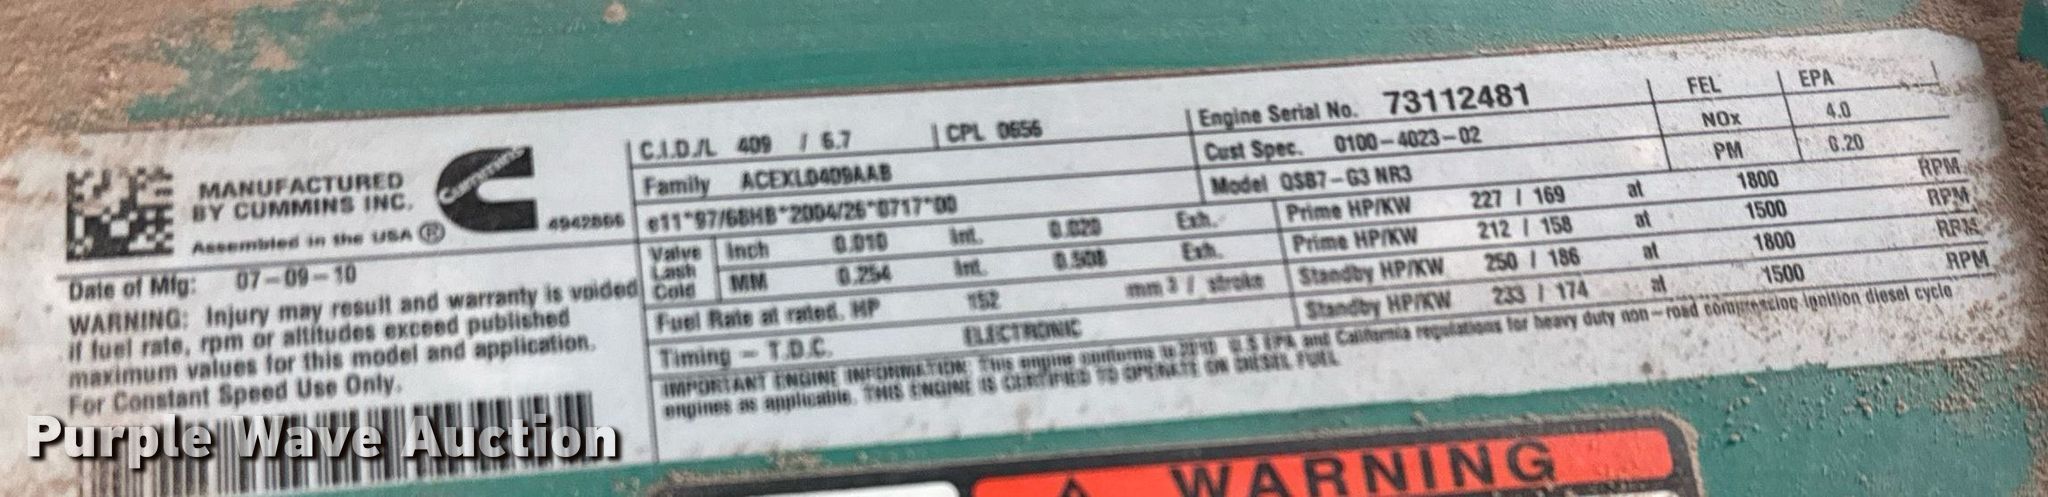 MANUFACTURED
BY CUMMINS INC.
Assembled in the USA ®
Cummins
4942866
Date of Mfg: 07-09-10
WARNING: Injury may result and warranty is voided
if fuel rate, rpm or altitudes exceed published
maximum values for this model and application.
For Constant Speed Use Only.
C.I.D./L 409 / 6.7
CPL 0656
Family ACEXL0409AAB
e11*97/68HB*2004/26*0717*00
Valve Lash Cold
Inch 0.010 Int. 0.020 Exh.
MM 0.254 Int. 0.508 Exh.
Fuel Rate at rated. HP 152 mm 3 / stroke
Timing - T.D.C. ELECTRONIC
Engine Serial No. 73112481
Cust Spec. 0100-4023-02
Model QSB7-G3 NR3
FEL EPA
NOx 4.0
PM 0.20
Prime HP/KW 227 / 169 at 1800 RPM
Prime HP/KW 212 / 158 at 1500 RPM
Standby HP/KW 250 / 186 at 1800 RPM
Standby HP/KW 233 / 174 at 1500 RPM
IMPORTANT ENGINE INFORMATION: This engine conforms to 2010 U.S EPA and California regulations for heavy duty non-road compression ignition diesel cycle
engines as applicable. THIS ENGINE IS CERTIFIED TO OPERATE ON DIESEL FUEL
Purple Wave Auction
WARNING